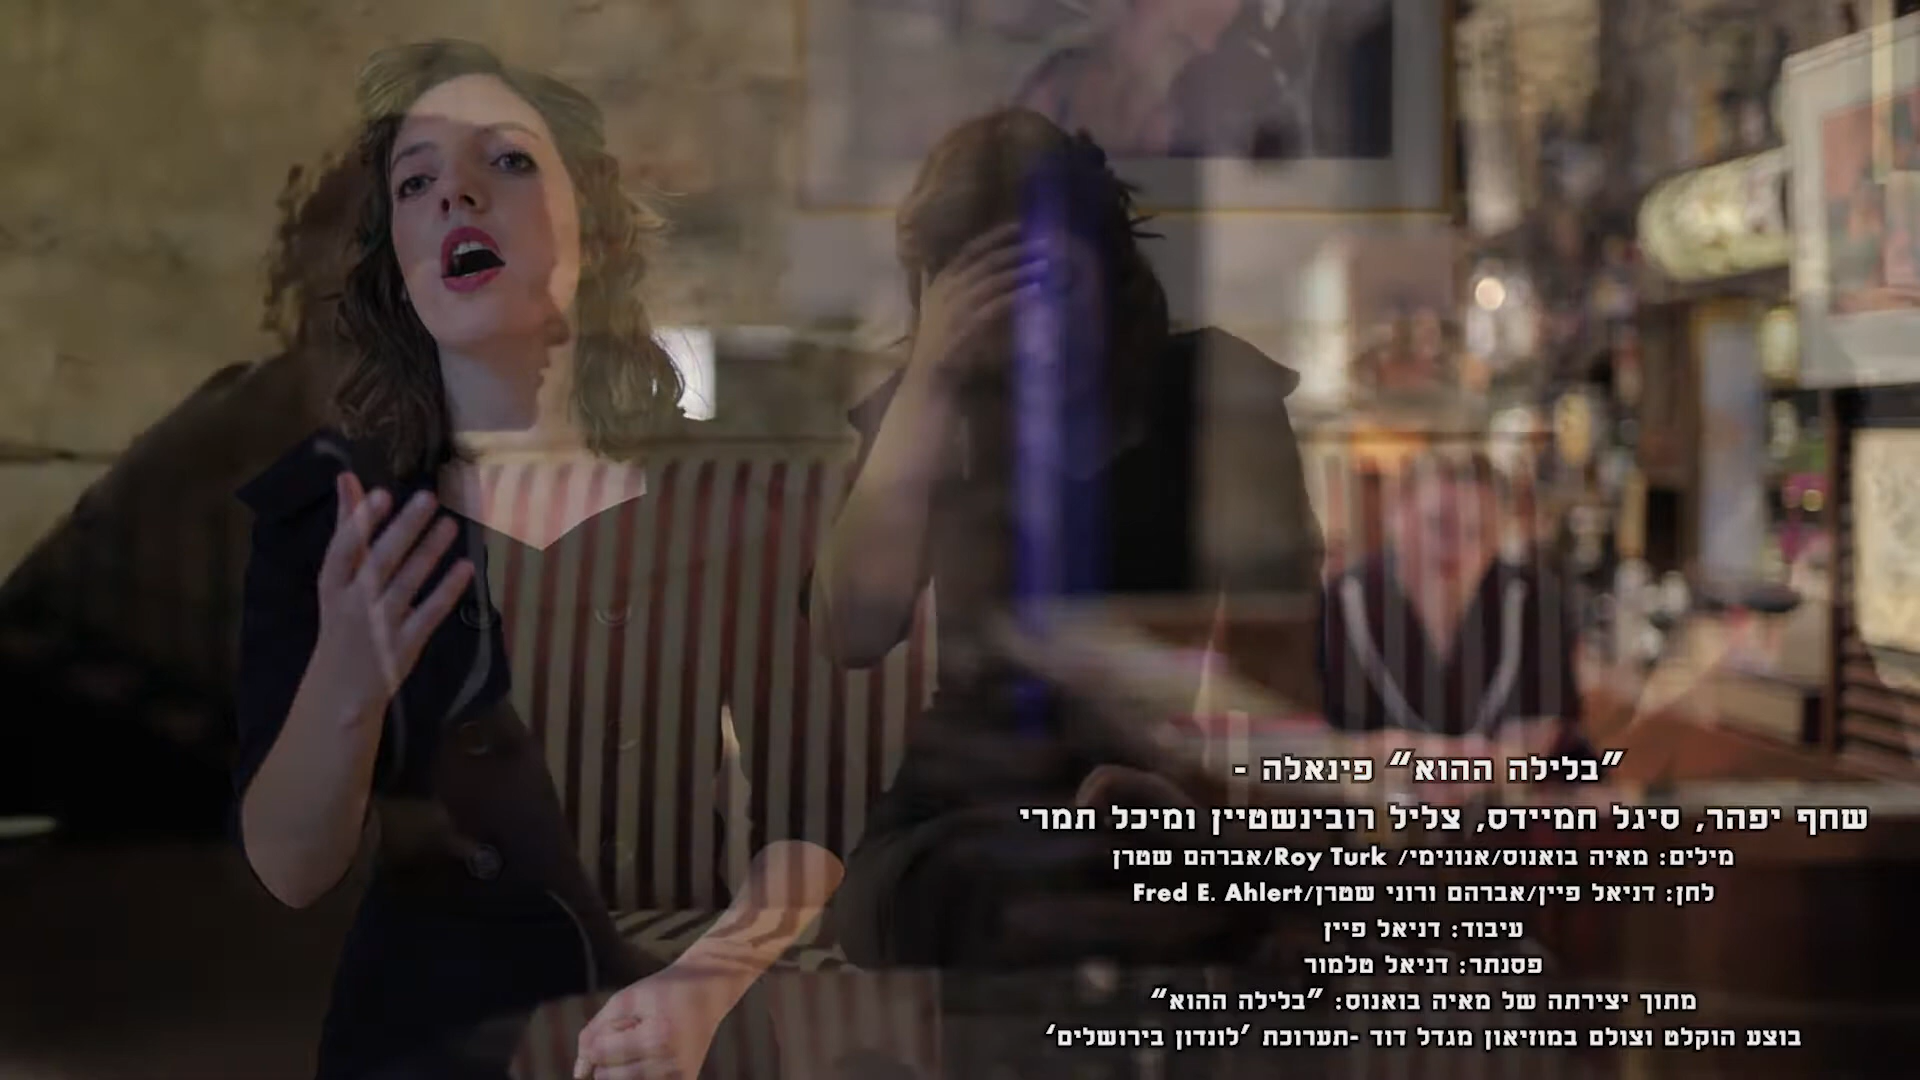 "בלילה ההוא" פינאלה -
שחף יפהר, סיגל חמיידס, צליל רובינשטיין ומיכל תמרי
מילים: מאיה בואנוס/אנונימי/ Roy Turk/אברהם שטרן
לחן: דניאל פיין/אברהם ורוני שטרן/Fred E. Ahlert
עיבוד: דניאל פיין
פסנתר: דניאל טלמור
מתוך יצירתה של מאיה בואנוס: "בלילה ההוא"
בוצע הוקלט וצולם במוזיאון מגדל דוד -תערוכת 'לונדון בירושלים'